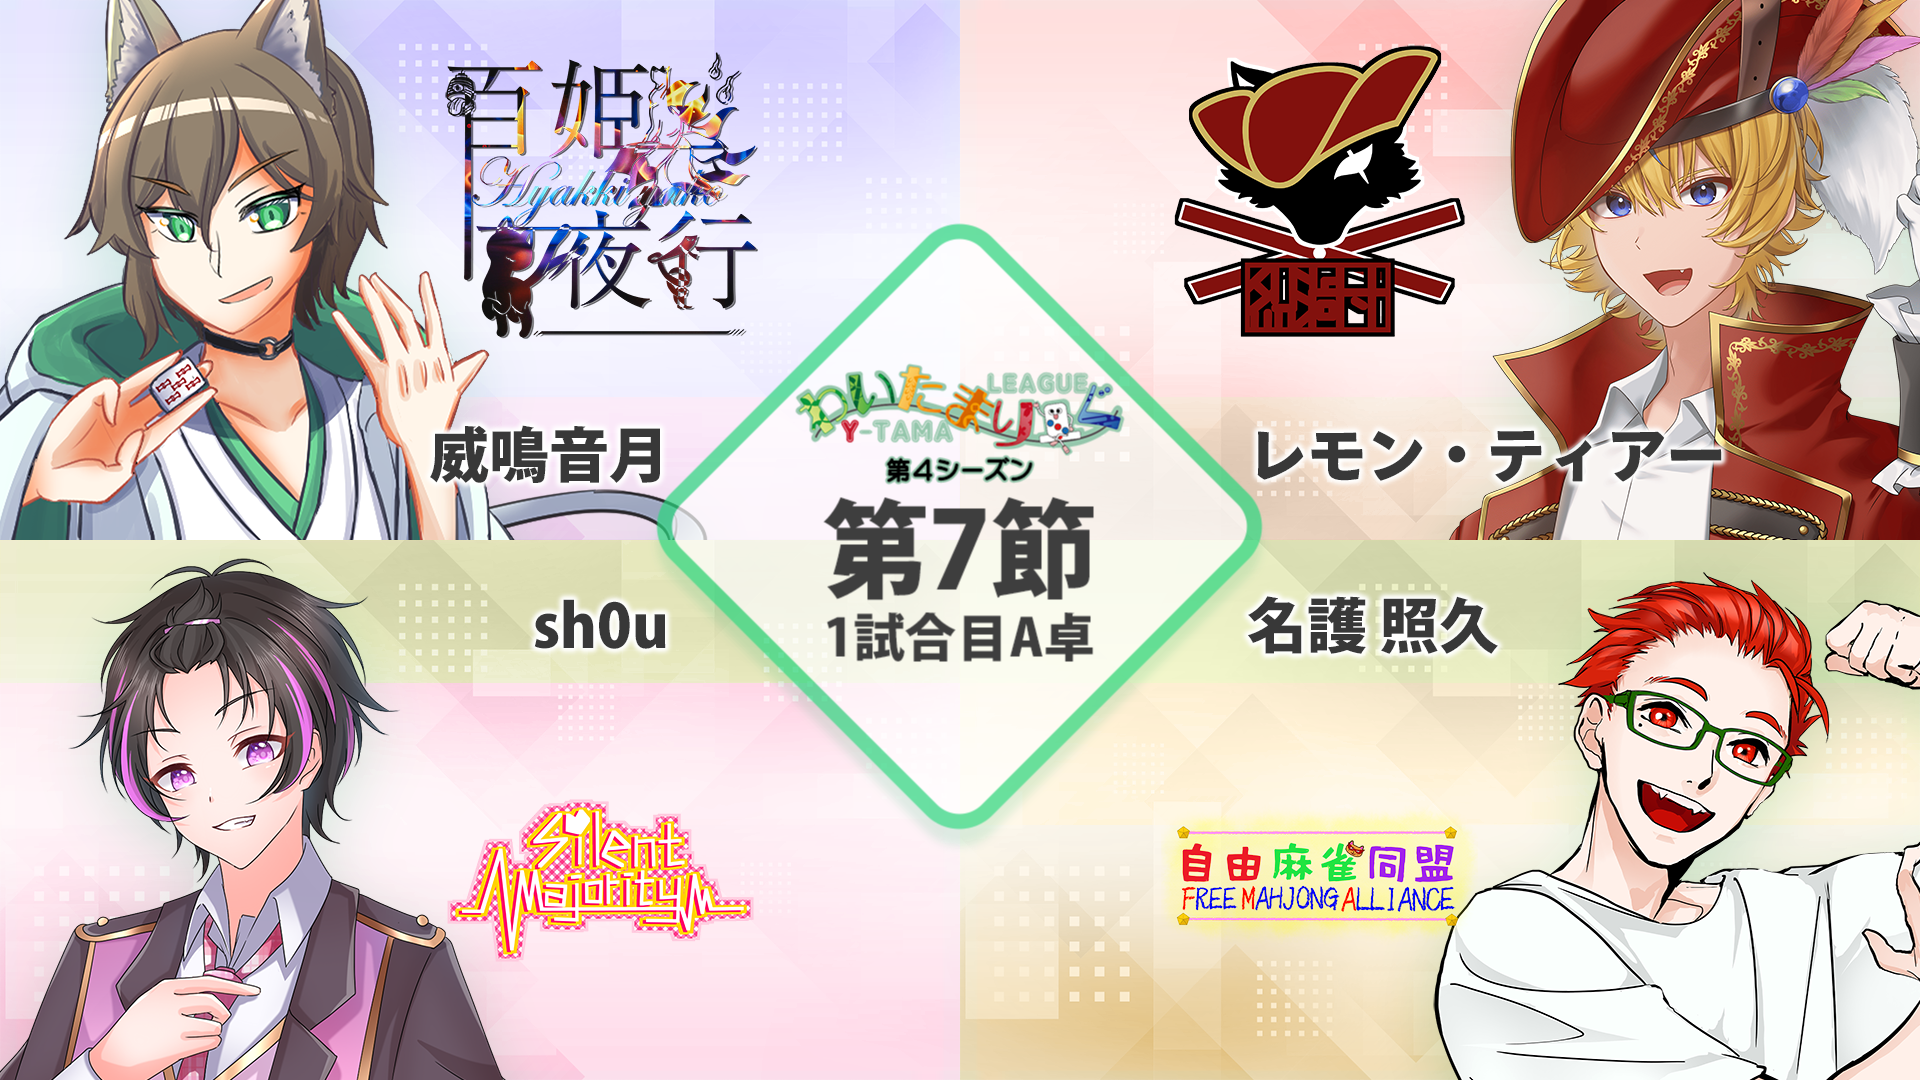 百姫
Hyakkiyako
夜行
威鳴音月
レモン・ティアー
わいたまりーぐ
LEAGUE
Y-TAMA
第4シーズン
第7節
1試合目A卓
sh0u
名護 照久
Silent
Majority
自由麻雀同盟
FREE MAHJONG ALLIANCE